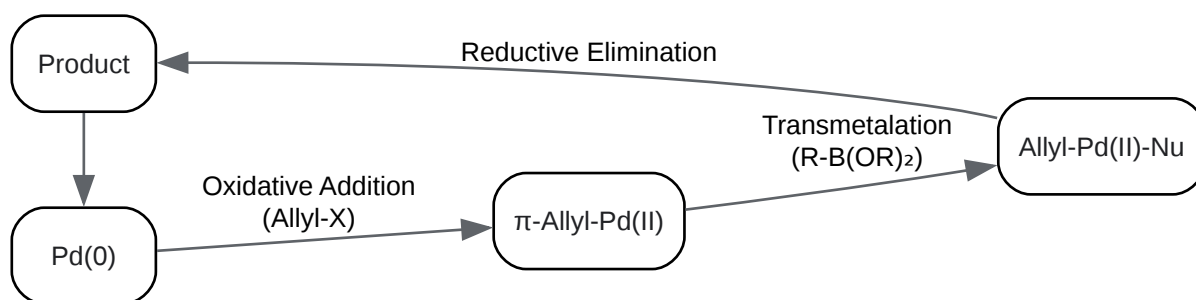 Product
Reductive Elimination
Transmetalation
(R-B(OR)₂)
Allyl-Pd(II)-Nu
Oxidative Addition
(Allyl-X)
π-Allyl-Pd(II)
Pd(0)